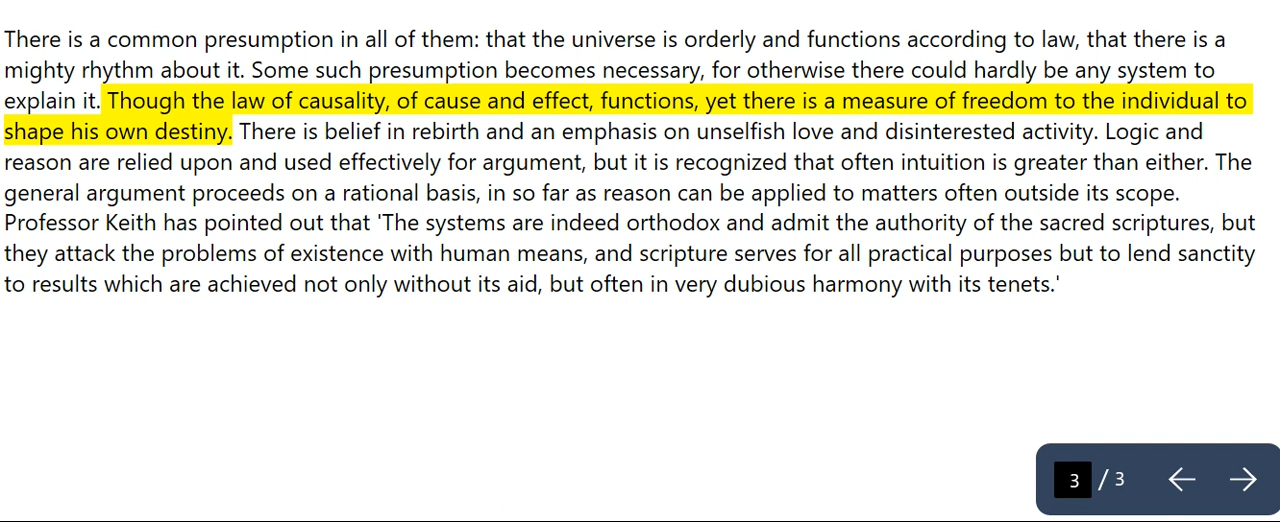 There is a common presumption in all of them: that the universe is orderly and functions according to law, that there is a
mighty rhythm about it. Some such presumption becomes necessary, for otherwise there could hardly be any system to
explain it. Though the law of causality, of cause and effect, functions, yet there is a measure of freedom to the individual to
shape his own destiny. There is belief in rebirth and an emphasis on unselfish love and disinterested activity. Logic and
reason are relied upon and used effectively for argument, but it is recognized that often intuition is greater than either. The
general argument proceeds on a rational basis, in so far as reason can be applied to matters often outside its scope.
Professor Keith has pointed out that 'The systems are indeed orthodox and admit the authority of the sacred scriptures, but
they attack the problems of existence with human means, and scripture serves for all practical purposes but to lend sanctity
to results which are achieved not only without its aid, but often in very dubious harmony with its tenets.'
3 / 3